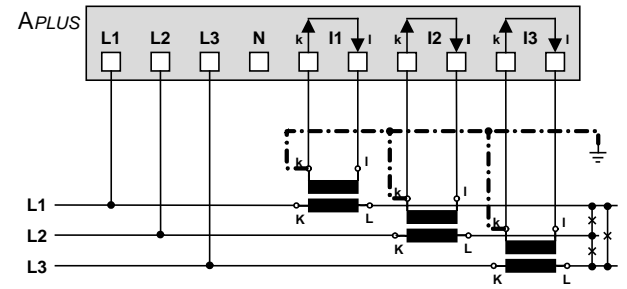 APLUS
L1 L2 L3 N k I1 l k I2 l k I3 l
k l
k l
k l
L1 K L
L2 K L
L3 K L